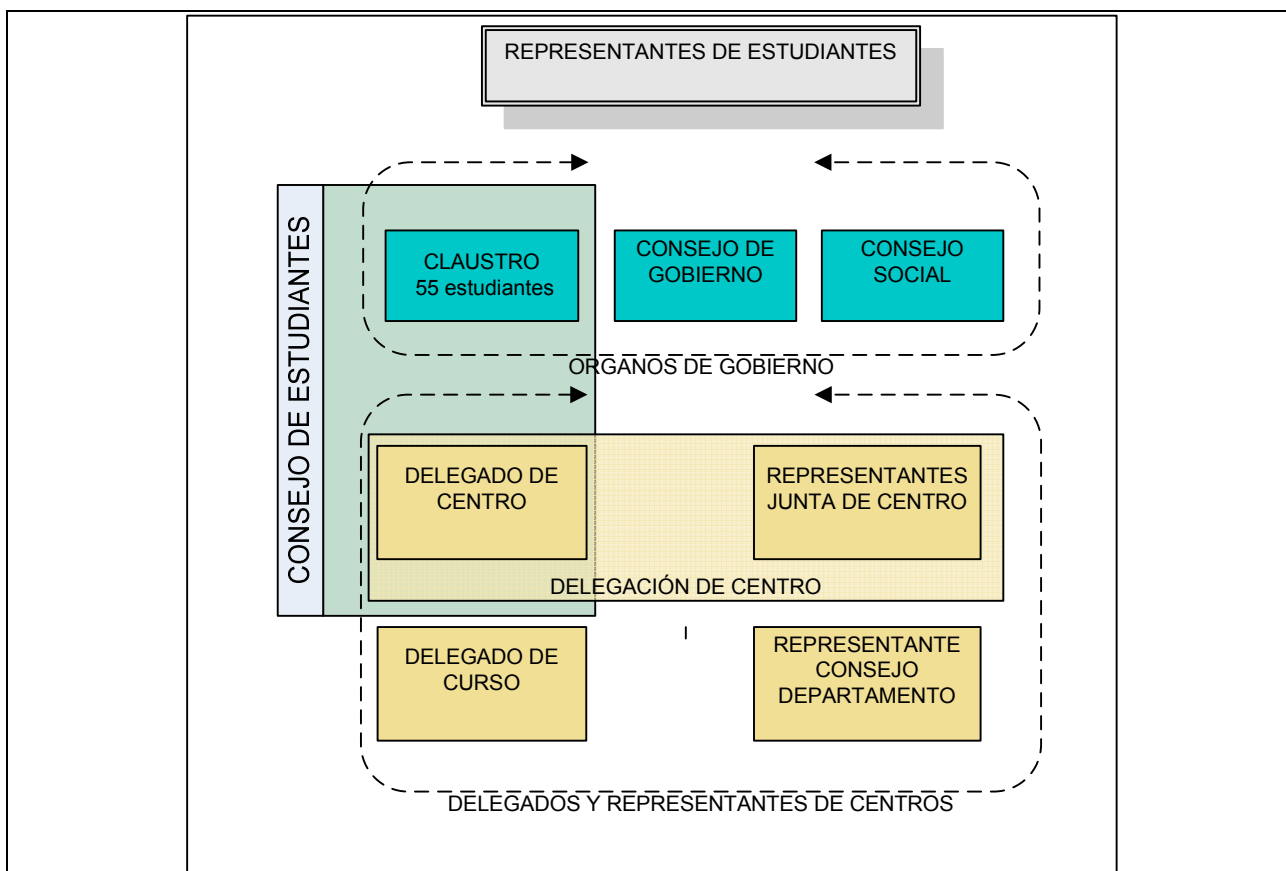 REPRESENTANTES DE ESTUDIANTES
CONSEJO DE ESTUDIANTES
CLAUSTRO
55 estudiantes
CONSEJO DE
GOBIERNO
CONSEJO
SOCIAL
ORGANOS DE GOBIERNO
DELEGADO DE
CENTRO
REPRESENTANTES
JUNTA DE CENTRO
DELEGACIÓN DE CENTRO
DELEGADO DE
CURSO
REPRESENTANTE
CONSEJO
DEPARTAMENTO
DELEGADOS Y REPRESENTANTES DE CENTROS